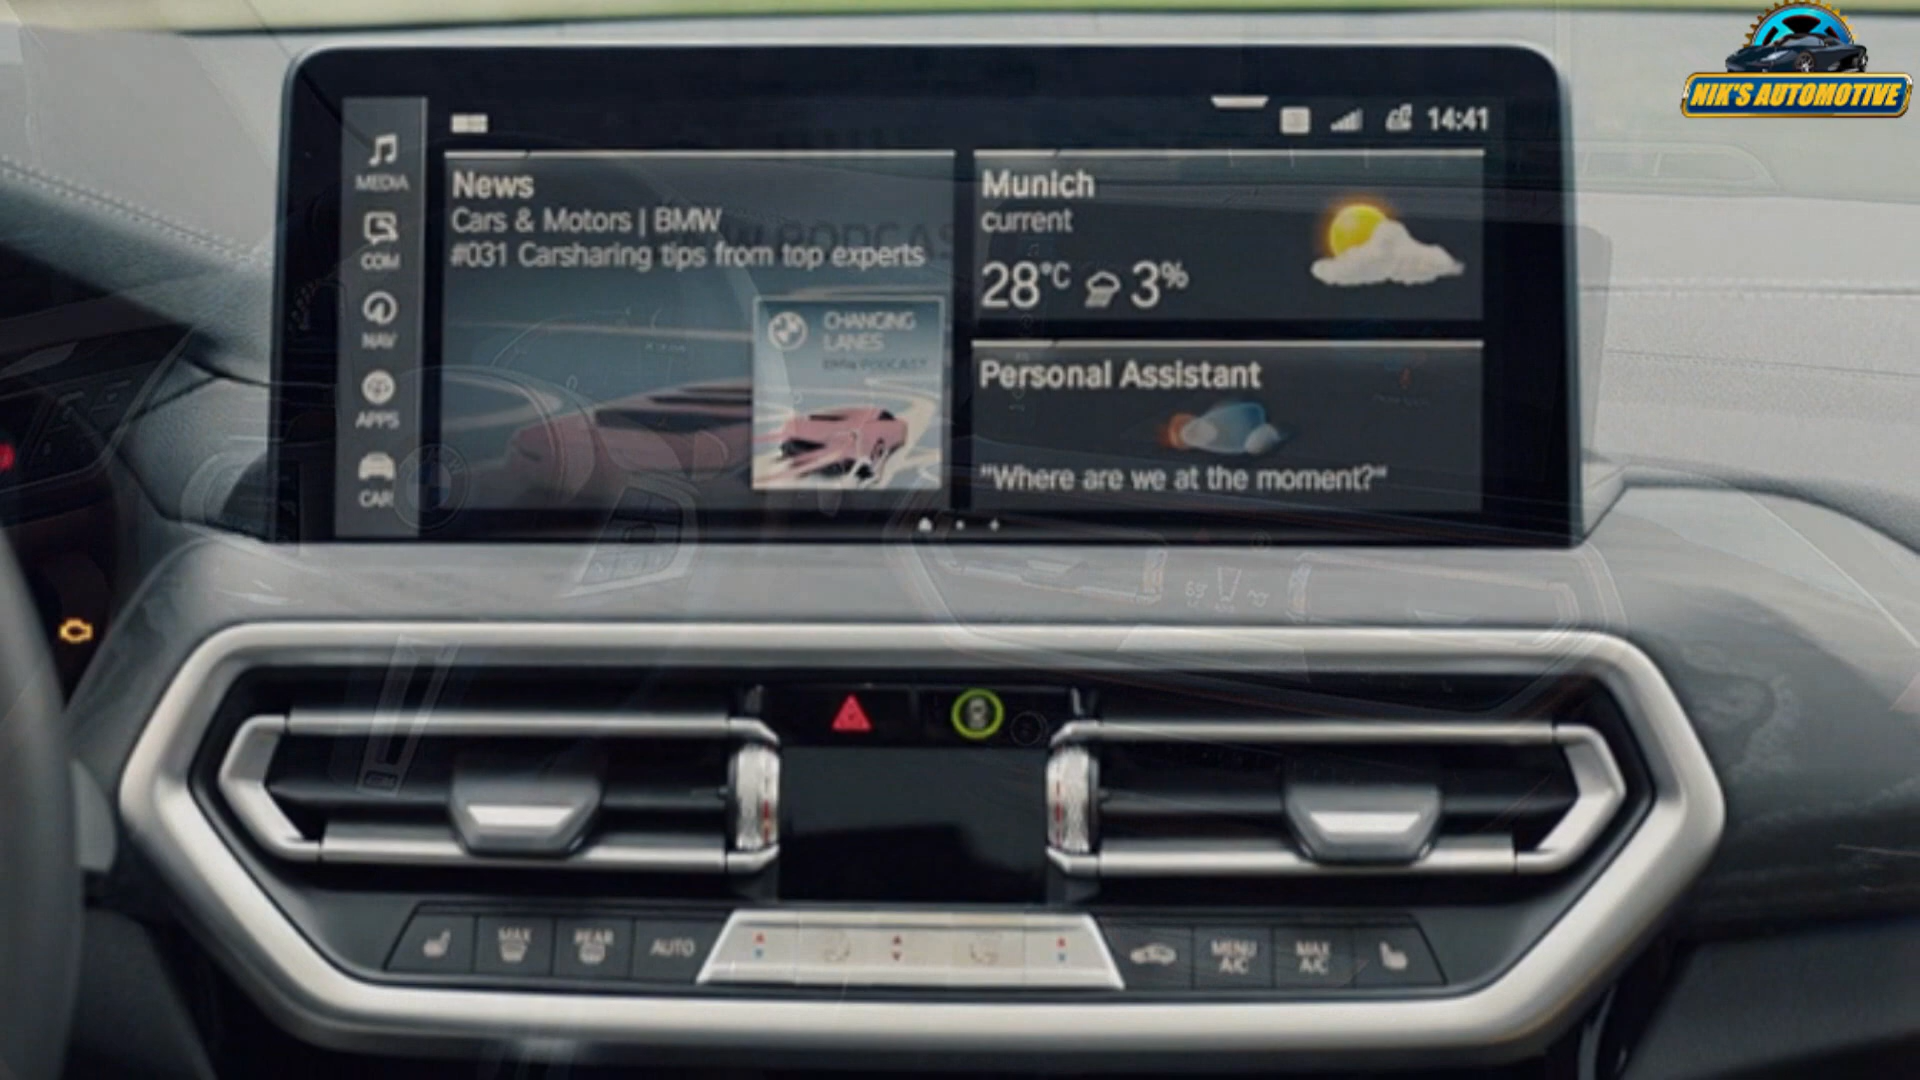 NIK'S AUTOMOTIVE
14:41
MEDIA
COM
NAV
APPS
CAR
News
Cars & Motors | BMW
#031 Carsharing tips from top experts
CHANGING
LANES
BMW PODCAST
Munich
current
28°C 3%
Personal Assistant
"Where are we at the moment?"
MAX
REAR
AUTO
MENU
A/C
MAX
A/C